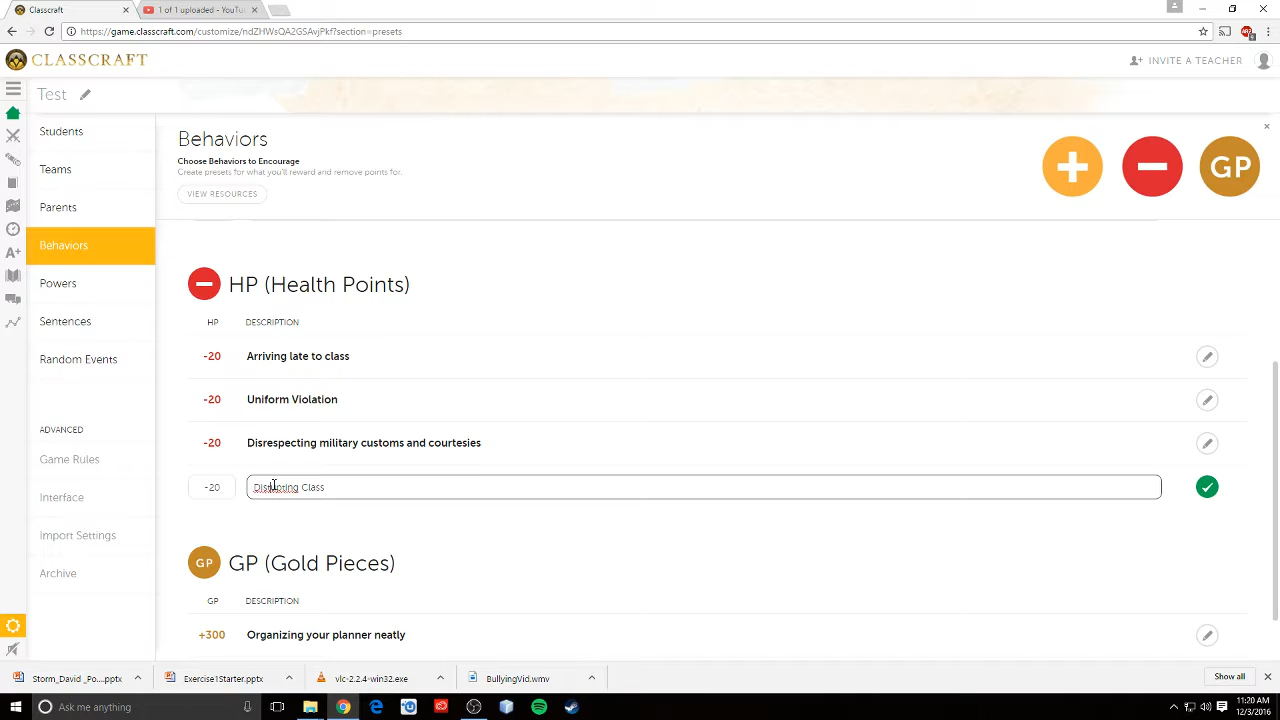 Classcraft
1 of 1 uploaded - YouTu
https://game.classcraft.com/customize/ndZHWsQA2GSAvjPkf?section=presets
CLASSCRAFT
INVITE A TEACHER
Test
Students
Teams
Parents
Behaviors
Powers
Sentences
Random Events
ADVANCED
Game Rules
Interface
Import Settings
Archive
Behaviors
Choose Behaviors to Encourage
Create presets for what you'll reward and remove points for.
VIEW RESOURCES
GP
HP (Health Points)
HP DESCRIPTION
-20 Arriving late to class
-20 Uniform Violation
-20 Disrespecting military customs and courtesies
-20 Class
GP GP (Gold Pieces)
GP DESCRIPTION
+300 Organizing your planner neatly
Storm_David _Po....pptx
Exercise1Starter.pptx
vlc-2.2.4-win32.exe
BullyingVid.wmv
Show all
Ask me anything
11:20 AM
12/3/2016